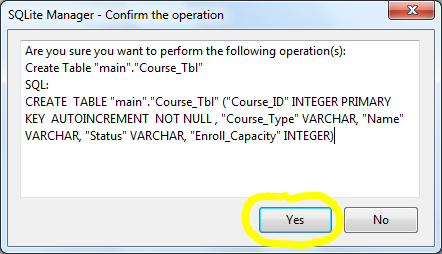 SQLite Manager - Confirm the operation
Are you sure you want to perform the following operation(s):
Create Table "main"."Course_Tbl"
SQL:
CREATE  TABLE "main"."Course_Tbl" ("Course_ID" INTEGER PRIMARY
KEY  AUTOINCREMENT  NOT NULL , "Course_Type" VARCHAR, "Name"
VARCHAR, "Status" VARCHAR, "Enroll_Capacity" INTEGER)
Yes
No